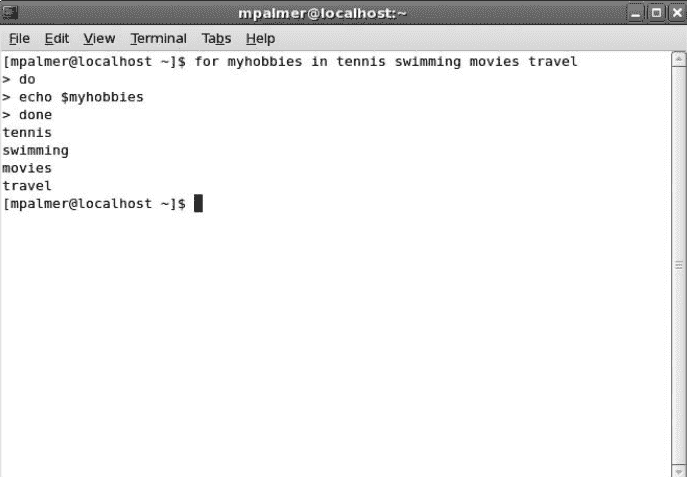 mpalmer@localhost:~
File Edit View Terminal Tabs Help
[mpalmer@localhost ~]$ for myhobbies in tennis swimming movies travel
> do
> echo $myhobbies
> done
tennis
swimming
movies
travel
[mpalmer@localhost ~]$